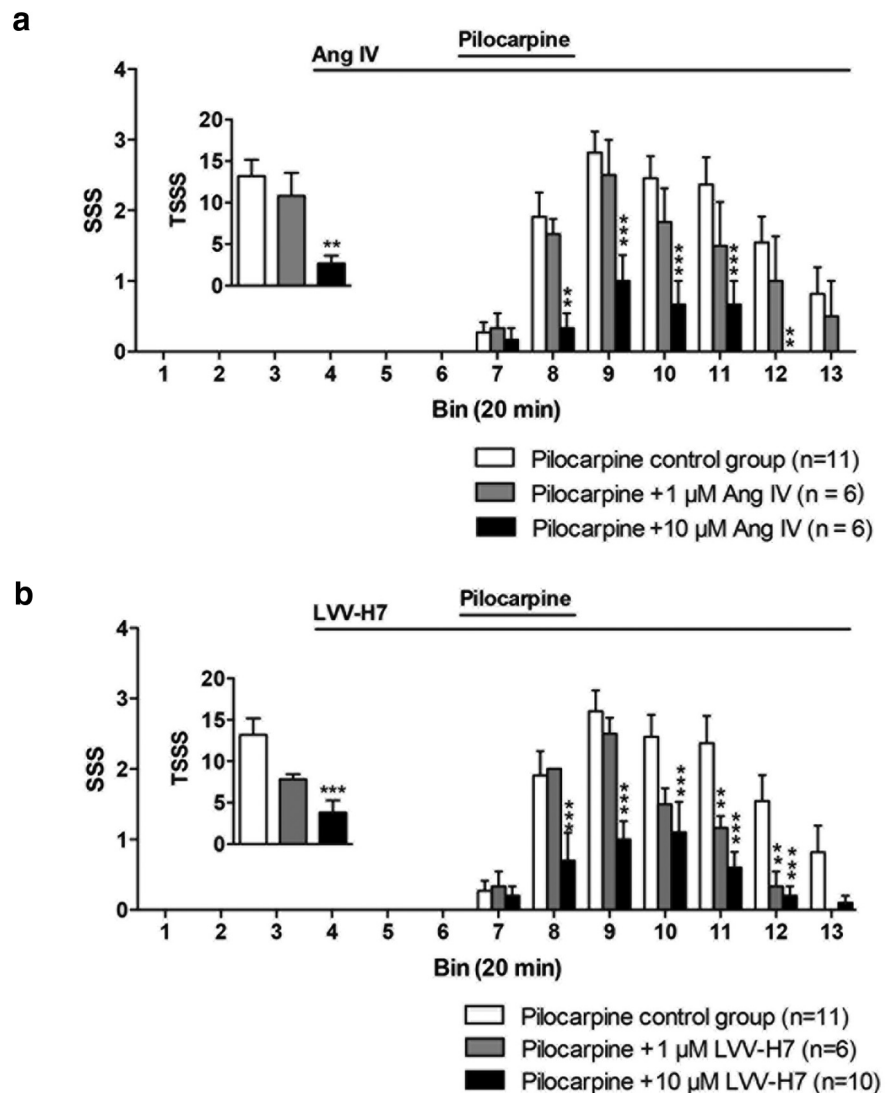 a
Pilocarpine
Ang IV
4
3
2
1
0
SSS
20
15
10
5
0
TSSS
**
**
***
***
***
**
1 2 3 4 5 6 7 8 9 10 11 12 13
Bin (20 min)
Pilocarpine control group (n=11)
Pilocarpine +1 µM Ang IV (n = 6)
Pilocarpine +10 µM Ang IV (n = 6)
b
Pilocarpine
LVV-H7
4
3
2
1
0
SSS
20
15
10
5
0
TSSS
***
***
***
***
**
***
**
***
1 2 3 4 5 6 7 8 9 10 11 12 13
Bin (20 min)
Pilocarpine control group (n=11)
Pilocarpine +1 µM LVV-H7 (n=6)
Pilocarpine +10 µM LVV-H7 (n=10)